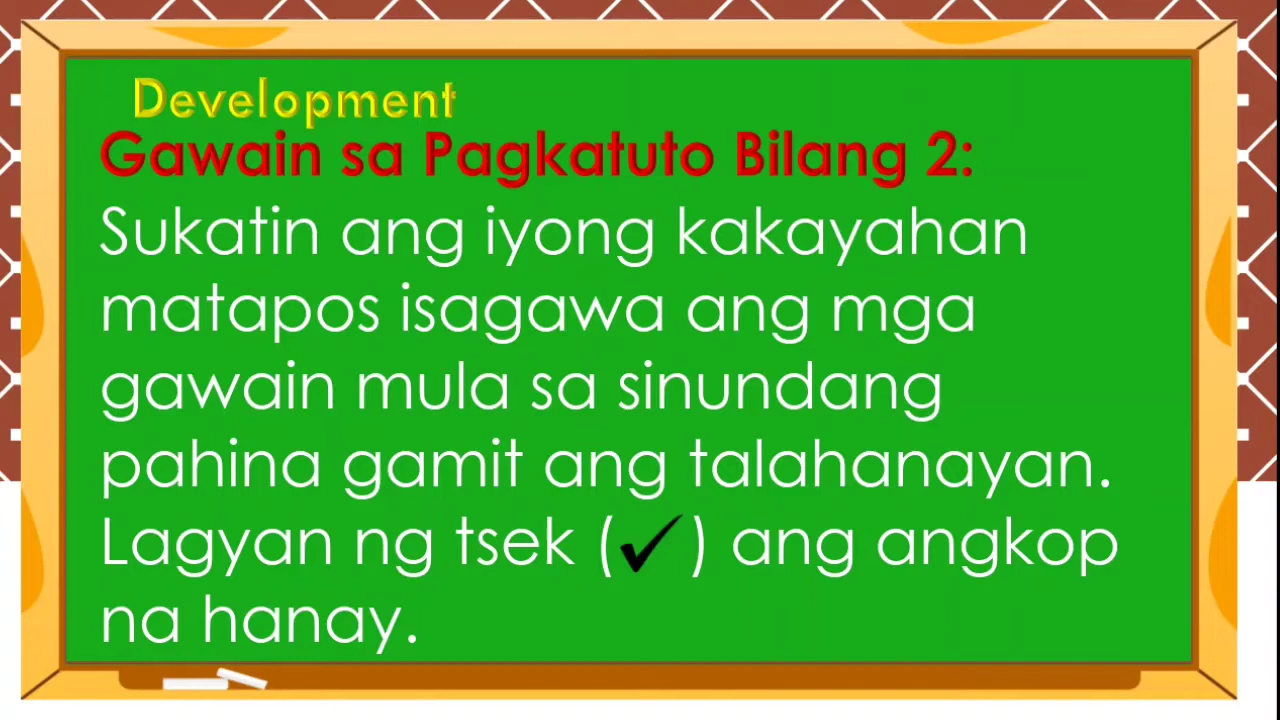 Development
Gawain sa Pagkatuto Bilang 2:
Sukatin ang iyong kakayahan
matapos isagawa ang mga
gawain mula sa sinundang
pahina gamit ang talahanayan.
Lagyan ng tsek (✓) ang angkop
na hanay.